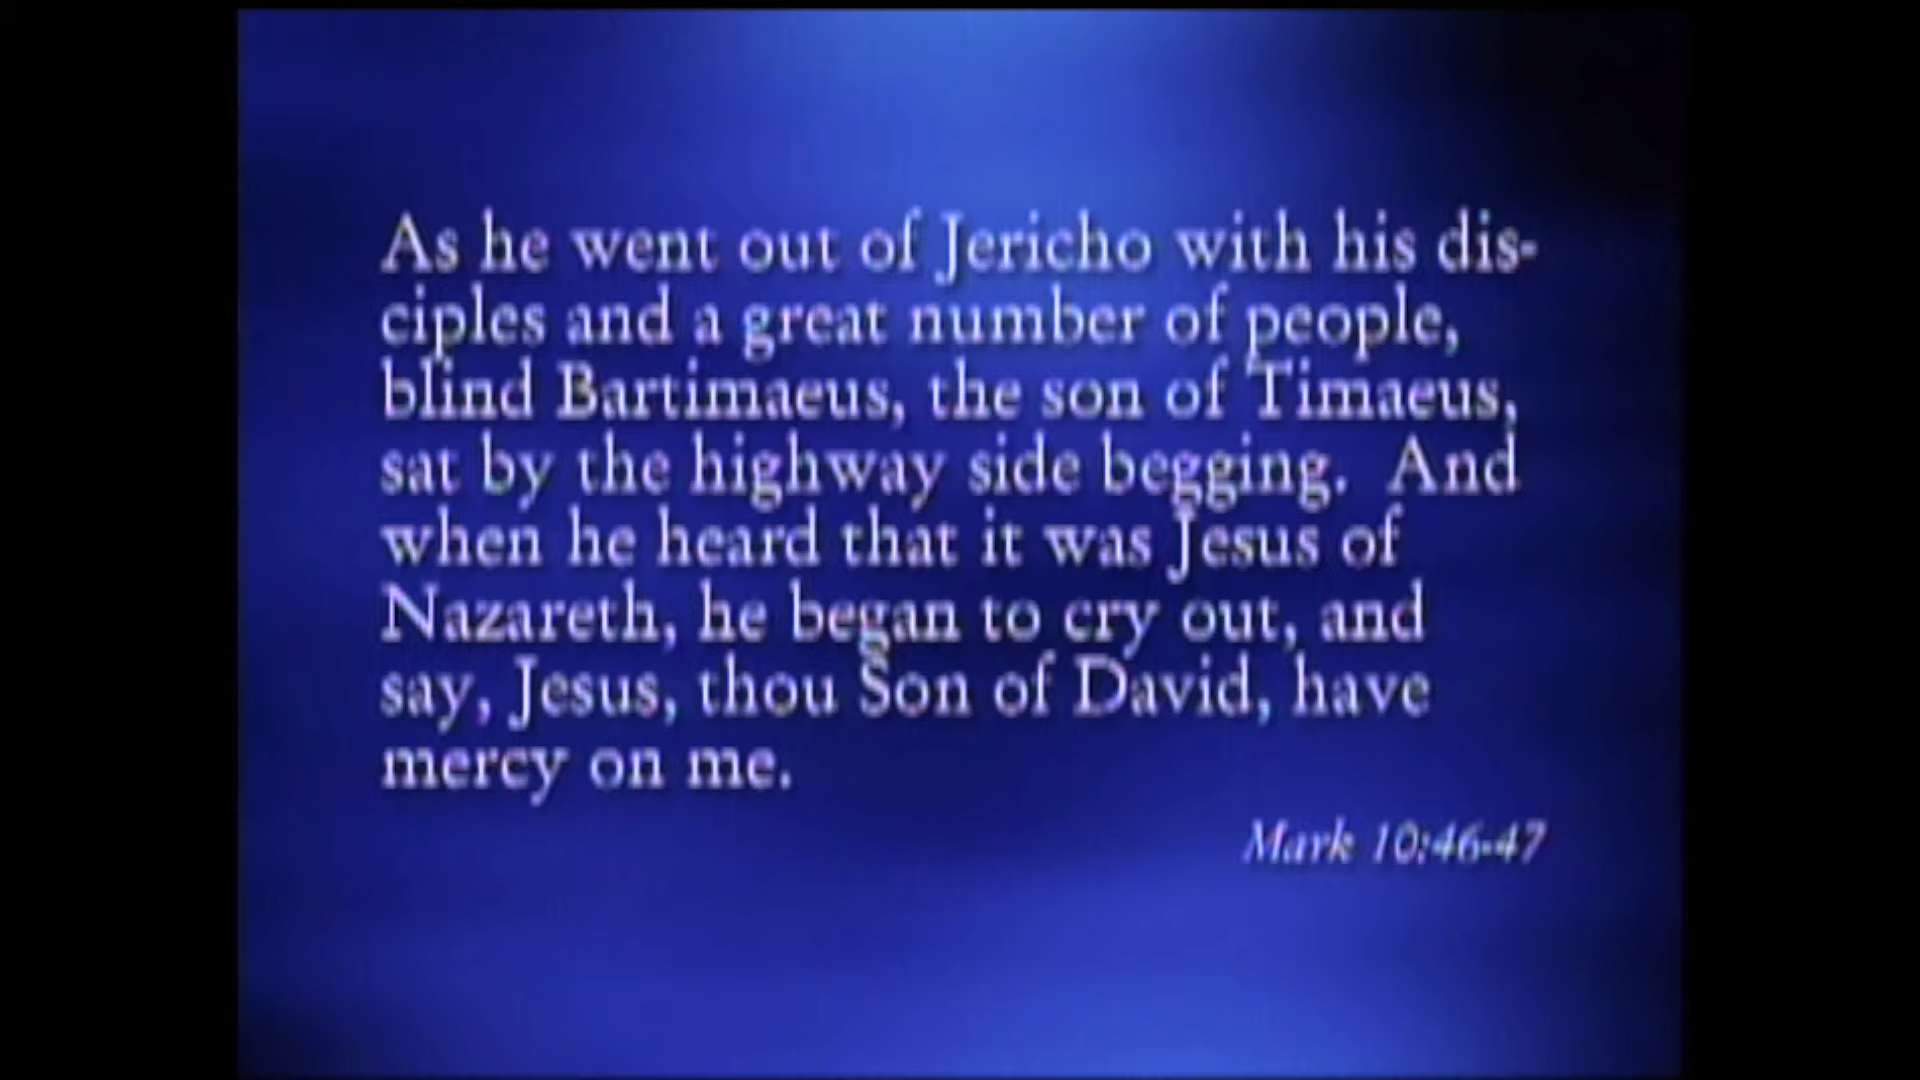 As he went out of Jericho with his dis-
ciples and a great number of people,
blind Bartimaeus, the son of Timaeus,
sat by the highway side begging.  And
when he heard that it was Jesus of
Nazareth, he began to cry out, and
say, Jesus, thou Son of David, have
mercy on me.
Mark 10:46-47